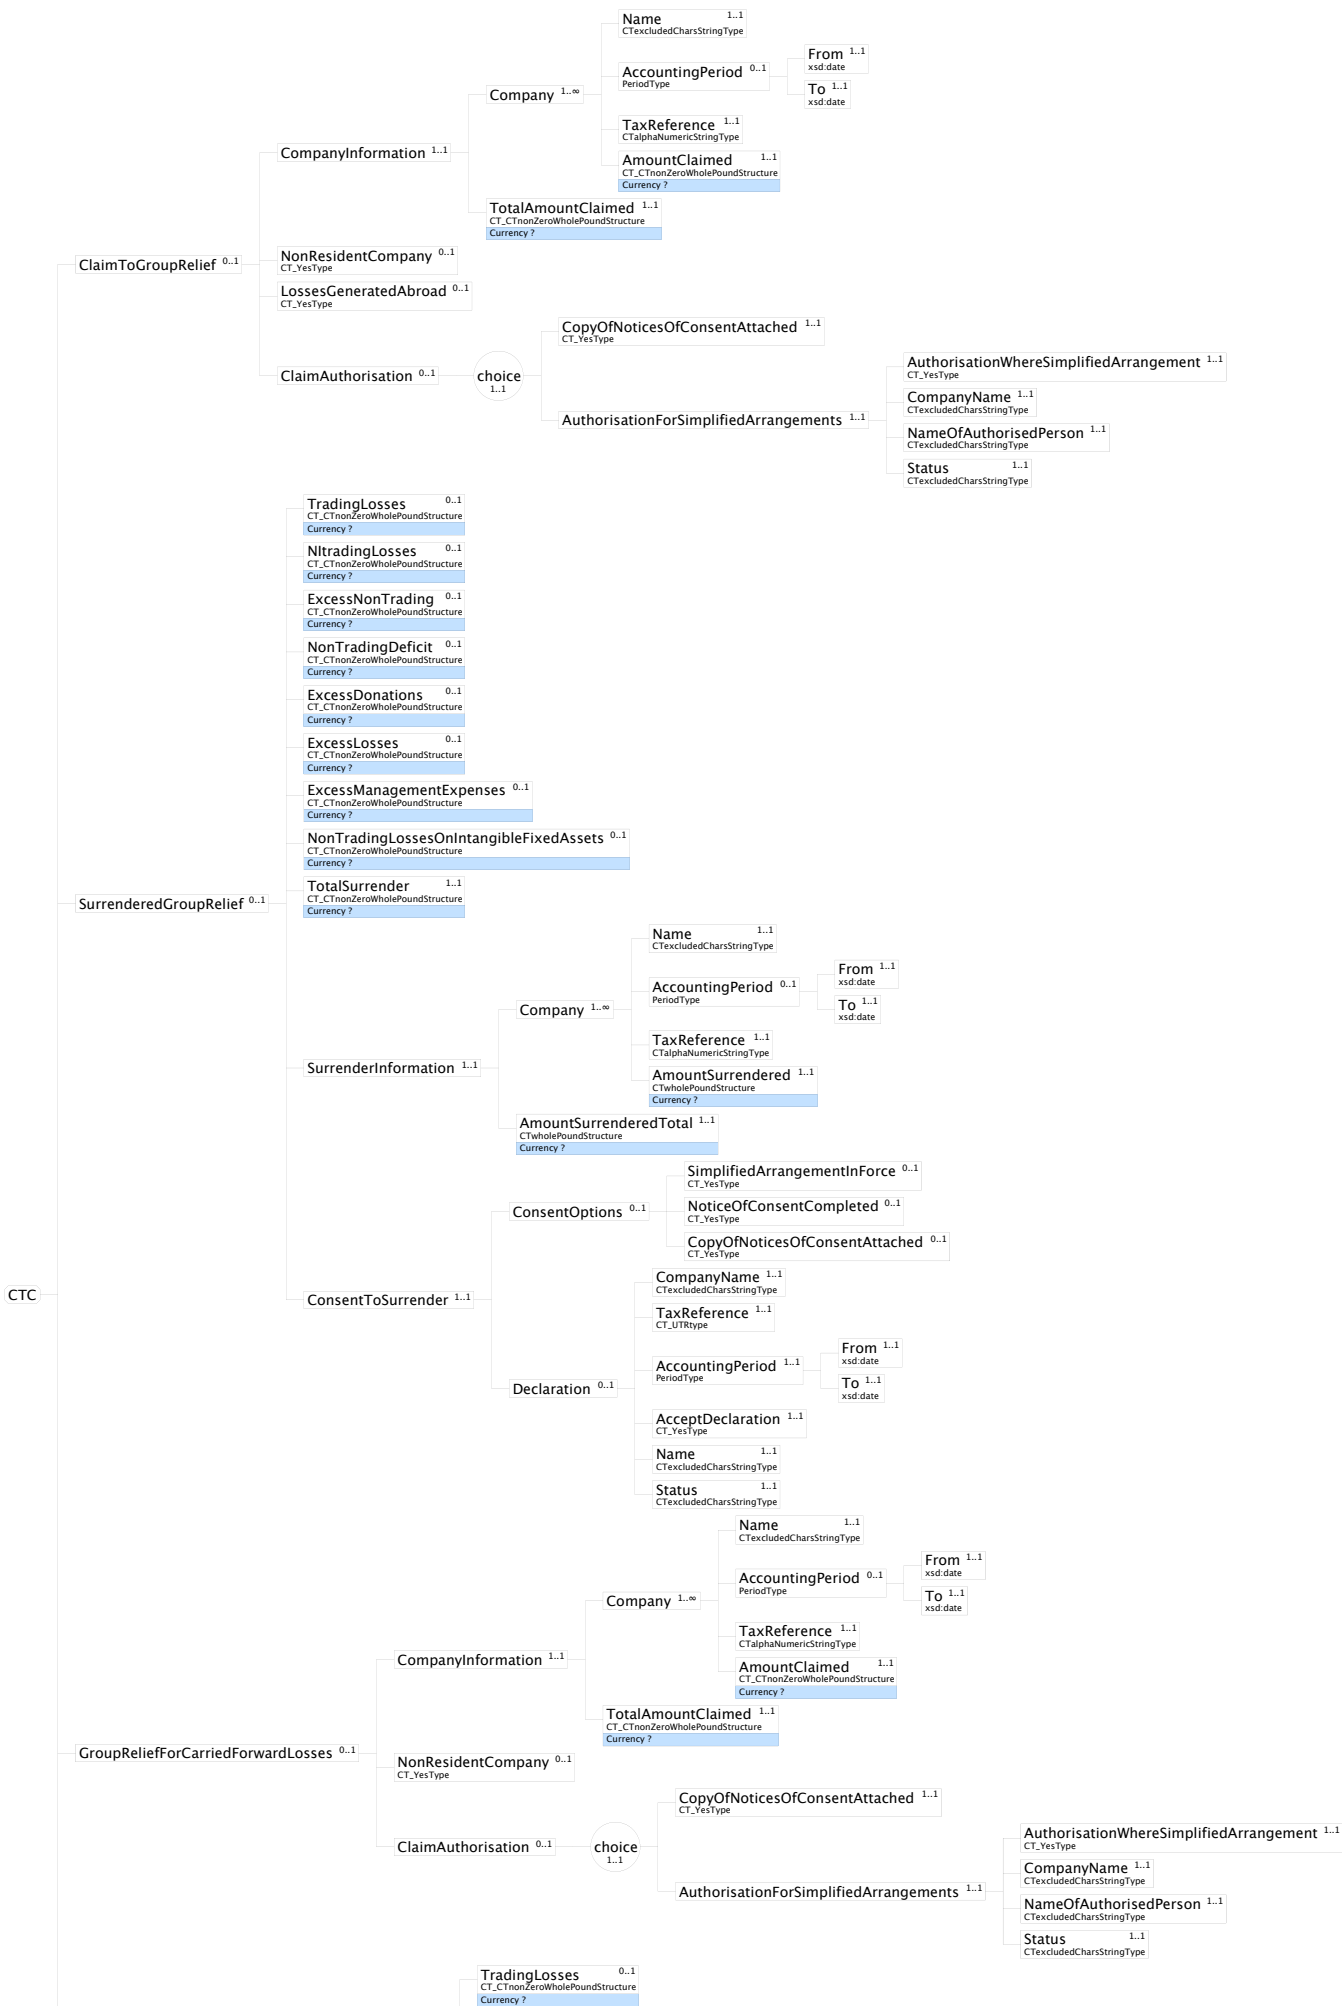 Name 1..1
CTexcludedCharsStringType
AccountingPeriod 0..1
PeriodType
From 1..1
xsd:date
To 1..1
xsd:date
Company 1..∞
TaxReference 1..1
CTalphaNumericStringType
CompanyInformation 1..1
AmountClaimed 1..1
CT_CTnonZeroWholePoundStructure
Currency ?
TotalAmountClaimed 1..1
CT_CTnonZeroWholePoundStructure
Currency ?
ClaimToGroupRelief 0..1
NonResidentCompany 0..1
CT_YesType
LossesGeneratedAbroad 0..1
CT_YesType
CopyOfNoticesOfConsentAttached 1..1
CT_YesType
ClaimAuthorisation 0..1
choice
1..1
AuthorisationWhereSimplifiedArrangement 1..1
CT_YesType
CompanyName 1..1
CTexcludedCharsStringType
AuthorisationForSimplifiedArrangements 1..1
NameOfAuthorisedPerson 1..1
CTexcludedCharsStringType
Status 1..1
CTexcludedCharsStringType
TradingLosses 0..1
CT_CTnonZeroWholePoundStructure
Currency ?
NItradingLosses 0..1
CT_CTnonZeroWholePoundStructure
Currency ?
ExcessNonTrading 0..1
CT_CTnonZeroWholePoundStructure
Currency ?
NonTradingDeficit 0..1
CT_CTnonZeroWholePoundStructure
Currency ?
ExcessDonations 0..1
CT_CTnonZeroWholePoundStructure
Currency ?
ExcessLosses 0..1
CT_CTnonZeroWholePoundStructure
Currency ?
ExcessManagementExpenses 0..1
CT_CTnonZeroWholePoundStructure
Currency ?
NonTradingLossesOnIntangibleFixedAssets 0..1
CT_CTnonZeroWholePoundStructure
Currency ?
SurrenderedGroupRelief 0..1
TotalSurrender 1..1
CT_CTnonZeroWholePoundStructure
Currency ?
Name 1..1
CTexcludedCharsStringType
AccountingPeriod 0..1
PeriodType
From 1..1
xsd:date
To 1..1
xsd:date
Company 1..∞
TaxReference 1..1
CTalphaNumericStringType
SurrenderInformation 1..1
AmountSurrendered 1..1
CTwholePoundStructure
Currency ?
AmountSurrenderedTotal 1..1
CTwholePoundStructure
Currency ?
SimplifiedArrangementInForce 0..1
CT_YesType
ConsentOptions 0..1
NoticeOfConsentCompleted 0..1
CT_YesType
CopyOfNoticesOfConsentAttached 0..1
CT_YesType
CTC
ConsentToSurrender 1..1
CompanyName 1..1
CTexcludedCharsStringType
TaxReference 1..1
CT_UTRtype
AccountingPeriod 1..1
PeriodType
From 1..1
xsd:date
To 1..1
xsd:date
Declaration 0..1
AcceptDeclaration 1..1
CT_YesType
Name 1..1
CTexcludedCharsStringType
Status 1..1
CTexcludedCharsStringType
Name 1..1
CTexcludedCharsStringType
AccountingPeriod 0..1
PeriodType
From 1..1
xsd:date
To 1..1
xsd:date
Company 1..∞
TaxReference 1..1
CTalphaNumericStringType
CompanyInformation 1..1
AmountClaimed 1..1
CT_CTnonZeroWholePoundStructure
Currency ?
TotalAmountClaimed 1..1
CT_CTnonZeroWholePoundStructure
Currency ?
GroupReliefForCarriedForwardLosses 0..1
NonResidentCompany 0..1
CT_YesType
CopyOfNoticesOfConsentAttached 1..1
CT_YesType
ClaimAuthorisation 0..1
choice
1..1
AuthorisationWhereSimplifiedArrangement 1..1
CT_YesType
CompanyName 1..1
CTexcludedCharsStringType
AuthorisationForSimplifiedArrangements 1..1
NameOfAuthorisedPerson 1..1
CTexcludedCharsStringType
Status 1..1
CTexcludedCharsStringType
TradingLosses 0..1
CT_CTnonZeroWholePoundStructure
Currency ?